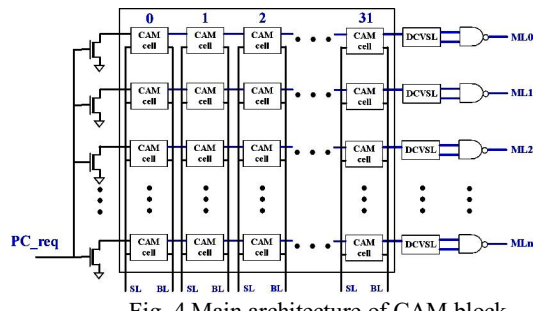 0 1 2 31
CAM cell CAM cell CAM cell CAM cell DCVSL ML0
CAM cell CAM cell CAM cell CAM cell DCVSL ML1
CAM cell CAM cell CAM cell CAM cell DCVSL ML2
PC_req
CAM cell CAM cell CAM cell CAM cell DCVSL MLn
SL BL SL BL SL BL SL BL
Fig. 4 Main architecture of CAM block